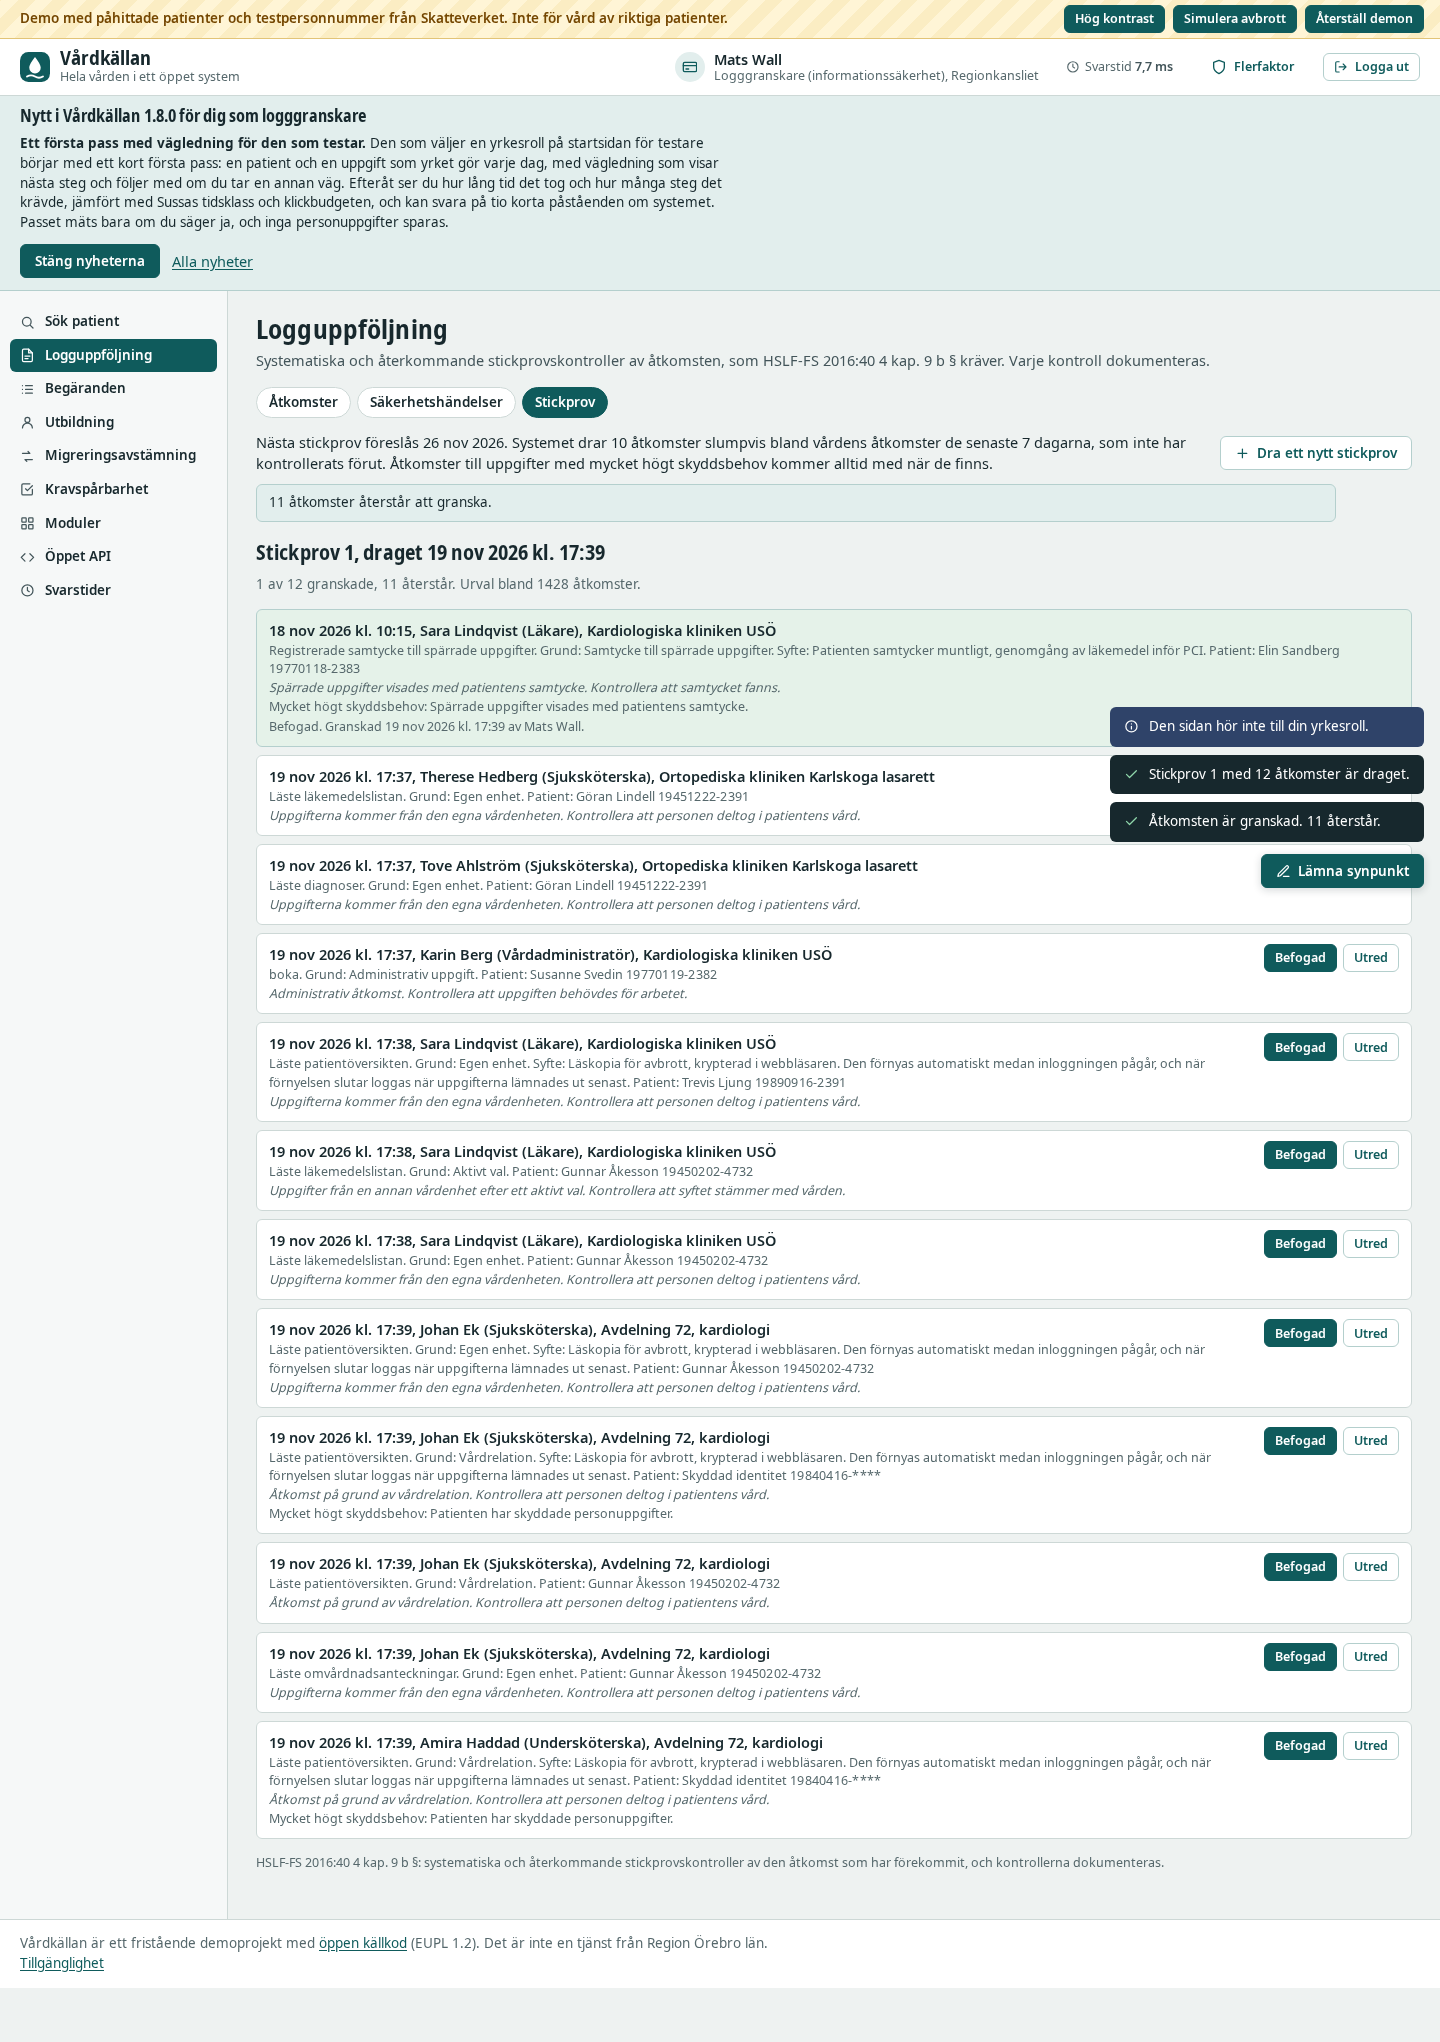 Demo med påhittade patienter och testpersonnummer från Skatteverket. Inte för vård av riktiga patienter.
Hög kontrast
Simulera avbrott
Återställ demon
Vårdkällan
Hela vården i ett öppet system
Mats Wall
Logggranskare (informationssäkerhet), Regionkansliet
Svarstid 7,7 ms
Flerfaktor
Logga ut
Nytt i Vårdkällan 1.8.0 för dig som logggranskare
Ett första pass med vägledning för den som testar. Den som väljer en yrkesroll på startsidan för testare
börjar med ett kort första pass: en patient och en uppgift som yrket gör varje dag, med vägledning som visar
nästa steg och följer med om du tar en annan väg. Efteråt ser du hur lång tid det tog och hur många steg det
krävde, jämfört med Sussas tidsklass och klickbudgeten, och kan svara på tio korta påståenden om systemet.
Passet mäts bara om du säger ja, och inga personuppgifter sparas.
Stäng nyheterna
Alla nyheter
Sök patient
Logguppföljning
Begäranden
Utbildning
Migreringsavstämning
Kravspårbarhet
Moduler
Öppet API
Svarstider
Logguppföljning
Systematiska och återkommande stickprovskontroller av åtkomsten, som HSLF-FS 2016:40 4 kap. 9 b § kräver. Varje kontroll dokumenteras.
Åtkomster
Säkerhetshändelser
Stickprov
Nästa stickprov föreslås 26 nov 2026. Systemet drar 10 åtkomster slumpvis bland vårdens åtkomster de senaste 7 dagarna, som inte har
kontrollerats förut. Åtkomster till uppgifter med mycket högt skyddsbehov kommer alltid med när de finns.
Dra ett nytt stickprov
11 åtkomster återstår att granska.
Stickprov 1, draget 19 nov 2026 kl. 17:39
1 av 12 granskade, 11 återstår. Urval bland 1428 åtkomster.
18 nov 2026 kl. 10:15, Sara Lindqvist (Läkare), Kardiologiska kliniken USÖ
Registrerade samtycke till spärrade uppgifter. Grund: Samtycke till spärrade uppgifter. Syfte: Patienten samtycker muntligt, genomgång av läkemedel inför PCI. Patient: Elin Sandberg
19770118-2383
Spärrade uppgifter visades med patientens samtycke. Kontrollera att samtycket fanns.
Mycket högt skyddsbehov: Spärrade uppgifter visades med patientens samtycke.
Befogad. Granskad 19 nov 2026 kl. 17:39 av Mats Wall.
Den sidan hör inte till din yrkesroll.
19 nov 2026 kl. 17:37, Therese Hedberg (Sjuksköterska), Ortopediska kliniken Karlskoga lasarett
Läste läkemedelslistan. Grund: Egen enhet. Patient: Göran Lindell 19451222-2391
Uppgifterna kommer från den egna vårdenheten. Kontrollera att personen deltog i patientens vård.
Stickprov 1 med 12 åtkomster är draget.
Åtkomsten är granskad. 11 återstår.
19 nov 2026 kl. 17:37, Tove Ahlström (Sjuksköterska), Ortopediska kliniken Karlskoga lasarett
Läste diagnoser. Grund: Egen enhet. Patient: Göran Lindell 19451222-2391
Uppgifterna kommer från den egna vårdenheten. Kontrollera att personen deltog i patientens vård.
Lämna synpunkt
19 nov 2026 kl. 17:37, Karin Berg (Vårdadministratör), Kardiologiska kliniken USÖ
boka. Grund: Administrativ uppgift. Patient: Susanne Svedin 19770119-2382
Administrativ åtkomst. Kontrollera att uppgiften behövdes för arbetet.
Befogad
Utred
19 nov 2026 kl. 17:38, Sara Lindqvist (Läkare), Kardiologiska kliniken USÖ
Läste patientöversikten. Grund: Egen enhet. Syfte: Läskopia för avbrott, krypterad i webbläsaren. Den förnyas automatiskt medan inloggningen pågår, och när
förnyelsen slutar loggas när uppgifterna lämnades ut senast. Patient: Trevis Ljung 19890916-2391
Uppgifterna kommer från den egna vårdenheten. Kontrollera att personen deltog i patientens vård.
Befogad
Utred
19 nov 2026 kl. 17:38, Sara Lindqvist (Läkare), Kardiologiska kliniken USÖ
Läste läkemedelslistan. Grund: Aktivt val. Patient: Gunnar Åkesson 19450202-4732
Uppgifter från en annan vårdenhet efter ett aktivt val. Kontrollera att syftet stämmer med vården.
Befogad
Utred
19 nov 2026 kl. 17:38, Sara Lindqvist (Läkare), Kardiologiska kliniken USÖ
Läste läkemedelslistan. Grund: Egen enhet. Patient: Gunnar Åkesson 19450202-4732
Uppgifterna kommer från den egna vårdenheten. Kontrollera att personen deltog i patientens vård.
Befogad
Utred
19 nov 2026 kl. 17:39, Johan Ek (Sjuksköterska), Avdelning 72, kardiologi
Läste patientöversikten. Grund: Egen enhet. Syfte: Läskopia för avbrott, krypterad i webbläsaren. Den förnyas automatiskt medan inloggningen pågår, och när
förnyelsen slutar loggas när uppgifterna lämnades ut senast. Patient: Gunnar Åkesson 19450202-4732
Uppgifterna kommer från den egna vårdenheten. Kontrollera att personen deltog i patientens vård.
Befogad
Utred
19 nov 2026 kl. 17:39, Johan Ek (Sjuksköterska), Avdelning 72, kardiologi
Läste patientöversikten. Grund: Vårdrelation. Syfte: Läskopia för avbrott, krypterad i webbläsaren. Den förnyas automatiskt medan inloggningen pågår, och när
förnyelsen slutar loggas när uppgifterna lämnades ut senast. Patient: Skyddad identitet 19840416-****
Åtkomst på grund av vårdrelation. Kontrollera att personen deltog i patientens vård.
Mycket högt skyddsbehov: Patienten har skyddade personuppgifter.
Befogad
Utred
19 nov 2026 kl. 17:39, Johan Ek (Sjuksköterska), Avdelning 72, kardiologi
Läste patientöversikten. Grund: Vårdrelation. Patient: Gunnar Åkesson 19450202-4732
Åtkomst på grund av vårdrelation. Kontrollera att personen deltog i patientens vård.
Befogad
Utred
19 nov 2026 kl. 17:39, Johan Ek (Sjuksköterska), Avdelning 72, kardiologi
Läste omvårdnadsanteckningar. Grund: Egen enhet. Patient: Gunnar Åkesson 19450202-4732
Uppgifterna kommer från den egna vårdenheten. Kontrollera att personen deltog i patientens vård.
Befogad
Utred
19 nov 2026 kl. 17:39, Amira Haddad (Undersköterska), Avdelning 72, kardiologi
Läste patientöversikten. Grund: Vårdrelation. Syfte: Läskopia för avbrott, krypterad i webbläsaren. Den förnyas automatiskt medan inloggningen pågår, och när
förnyelsen slutar loggas när uppgifterna lämnades ut senast. Patient: Skyddad identitet 19840416-****
Åtkomst på grund av vårdrelation. Kontrollera att personen deltog i patientens vård.
Mycket högt skyddsbehov: Patienten har skyddade personuppgifter.
Befogad
Utred
HSLF-FS 2016:40 4 kap. 9 b §: systematiska och återkommande stickprovskontroller av den åtkomst som har förekommit, och kontrollerna dokumenteras.
Vårdkällan är ett fristående demoprojekt med öppen källkod (EUPL 1.2). Det är inte en tjänst från Region Örebro län.
Tillgänglighet